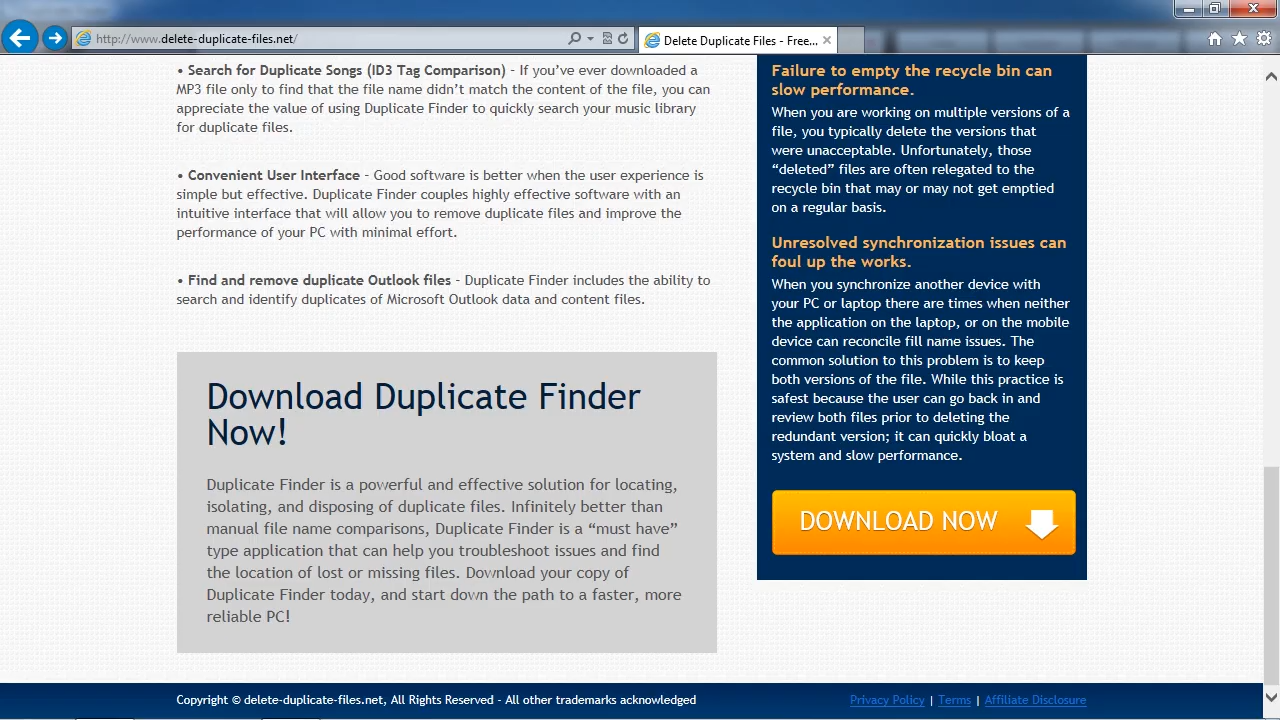 http://www.delete-duplicate-files.net/
Delete Duplicate Files - Free...
• Search for Duplicate Songs (ID3 Tag Comparison) – If you’ve ever downloaded a
MP3 file only to find that the file name didn’t match the content of the file, you can
appreciate the value of using Duplicate Finder to quickly search your music library
for duplicate files.
• Convenient User Interface – Good software is better when the user experience is
simple but effective. Duplicate Finder couples highly effective software with an
intuitive interface that will allow you to remove duplicate files and improve the
performance of your PC with minimal effort.
• Find and remove duplicate Outlook files – Duplicate Finder includes the ability to
search and identify duplicates of Microsoft Outlook data and content files.
Download Duplicate Finder
Now!
Duplicate Finder is a powerful and effective solution for locating,
isolating, and disposing of duplicate files. Infinitely better than
manual file name comparisons, Duplicate Finder is a “must have”
type application that can help you troubleshoot issues and find
the location of lost or missing files. Download your copy of
Duplicate Finder today, and start down the path to a faster, more
reliable PC!
Failure to empty the recycle bin can
slow performance.
When you are working on multiple versions of a
file, you typically delete the versions that
were unacceptable. Unfortunately, those
“deleted” files are often relegated to the
recycle bin that may or may not get emptied
on a regular basis.
Unresolved synchronization issues can
foul up the works.
When you synchronize another device with
your PC or laptop there are times when neither
the application on the laptop, or on the mobile
device can reconcile fill name issues. The
common solution to this problem is to keep
both versions of the file. While this practice is
safest because the user can go back in and
review both files prior to deleting the
redundant version; it can quickly bloat a
system and slow performance.
DOWNLOAD NOW
Copyright © delete-duplicate-files.net. All Rights Reserved - All other trademarks acknowledged
Privacy Policy | Terms | Affiliate Disclosure